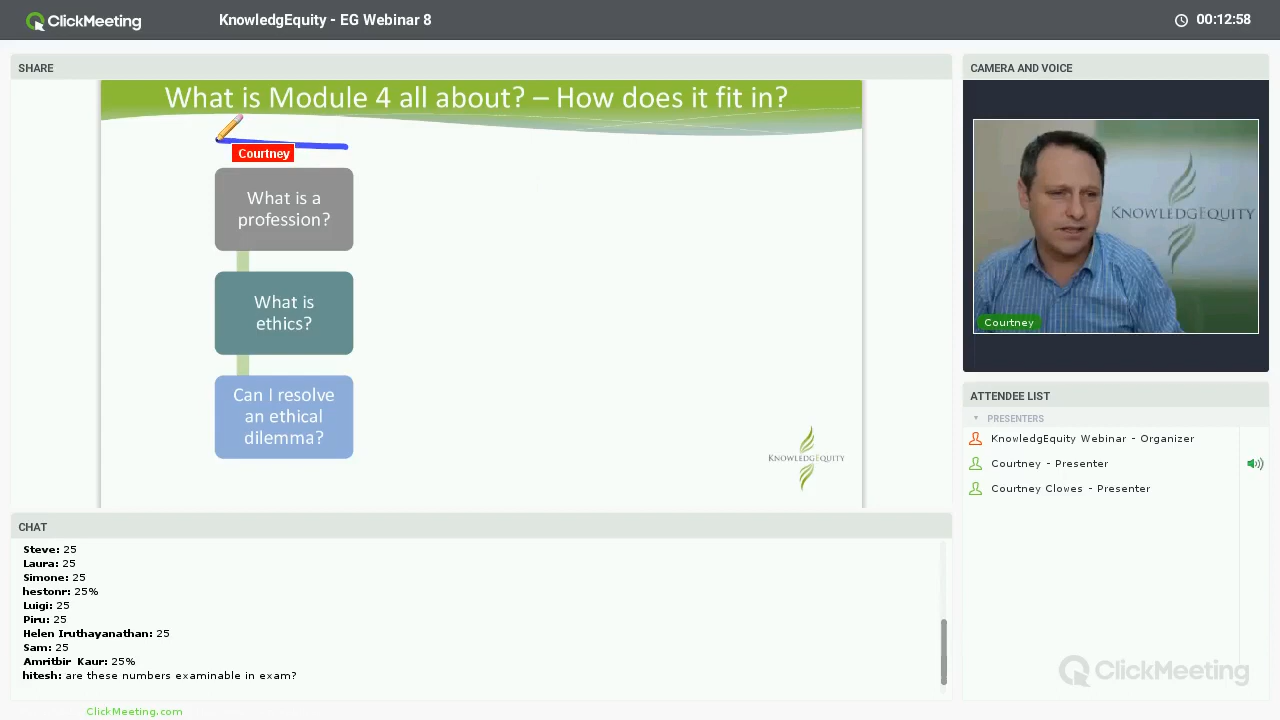 ClickMeeting
KnowledgEquity - EG Webinar 8
00:12:58
SHARE
What is Module 4 all about? – How does it fit in?
Courtney
What is a
profession?
What is
ethics?
Can I resolve
an ethical
dilemma?
KNOWLEDGEQUITY
CAMERA AND VOICE
KNOWLEDGEQUITY
Courtney
ATTENDEE LIST
PRESENTERS
KnowledgEquity Webinar - Organizer
Courtney - Presenter
Courtney Clowes - Presenter
CHAT
Steve: 25
Laura: 25
Simone: 25
hestonr: 25%
Luigi: 25
Piru: 25
Helen Iruthayanathan: 25
Sam: 25
Amritbir Kaur: 25%
hitesh: are these numbers examinable in exam?
ClickMeeting
ClickMeeting.com